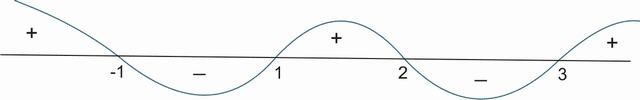 + + +
-1 – 1 2 – 3